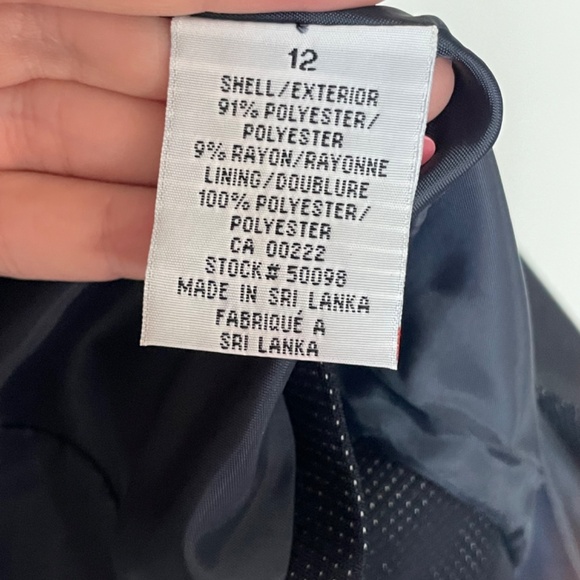 12
SHELL/EXTERIOR
91% POLYESTER/
POLYESTER
9% RAYON/RAYONNE
LINING/DOUBLURE
100% POLYESTER/
POLYESTER
CA 00222
STOCK# 50098
MADE IN SRI LANKA
FABRIQUÉ A
SRI LANKA